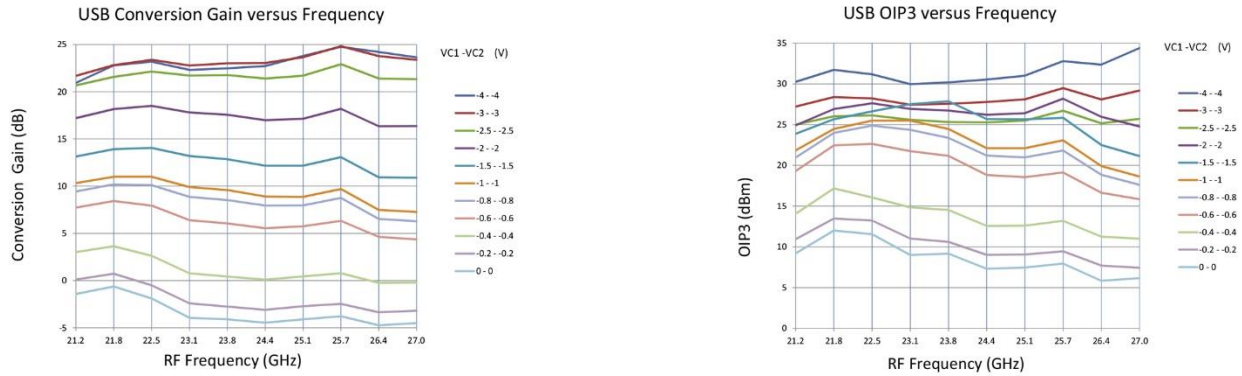 USB Conversion Gain versus Frequency
25
20
15
10
5
0
-5
Conversion Gain (dB)
21.2 21.8 22.5 23.1 23.8 24.4 25.1 25.7 26.4 27.0
RF Frequency (GHz)
VC1 -VC2 (V)
-4 - -4
-3 - -3
-2.5 - -2.5
-2 - -2
-1.5 - -1.5
-1 - -1
-0.8 - -0.8
-0.6 - -0.6
-0.4 - -0.4
-0.2 - -0.2
0 - 0
USB OIP3 versus Frequency
35
30
25
20
15
10
5
0
OIP3 (dBm)
21.2 21.8 22.5 23.1 23.8 24.4 25.1 25.7 26.4 27.0
RF Frequency (GHz)
VC1 -VC2 (V)
-4 - -4
-3 - -3
-2.5 - -2.5
-2 - -2
-1.5 - -1.5
-1 - -1
-0.8 - -0.8
-0.6 - -0.6
-0.4 - -0.4
-0.2 - -0.2
0 - 0